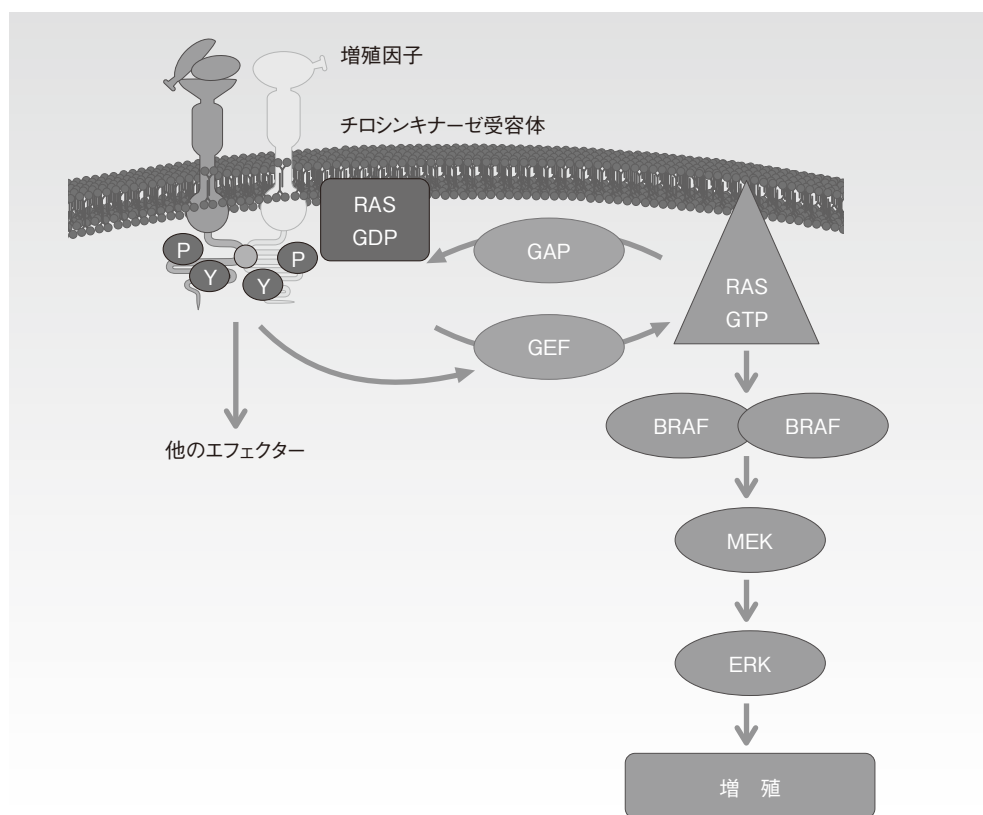 増殖因子
チロシンキナーゼ受容体
RAS
GDP
P
Y
P
Y
GAP
GEF
RAS
GTP
他のエフェクター
BRAF
BRAF
MEK
ERK
増 殖